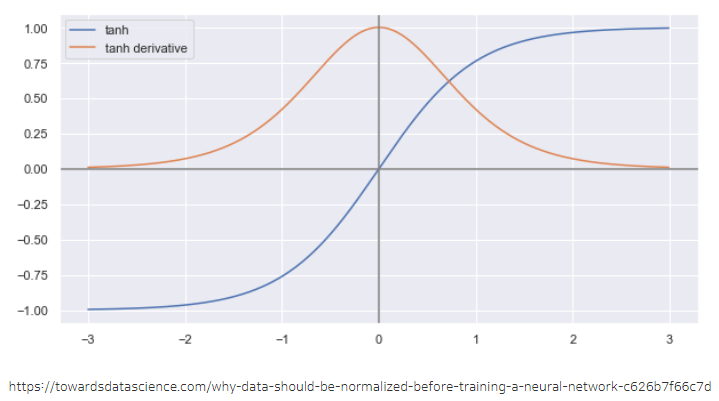 tanh
tanh derivative
1.00
0.75
0.50
0.25
0.00
−0.25
−0.50
−0.75
−1.00
−3 −2 −1 0 1 2 3
https://towardsdatascience.com/why-data-should-be-normalized-before-training-a-neural-network-c626b7f66c7d